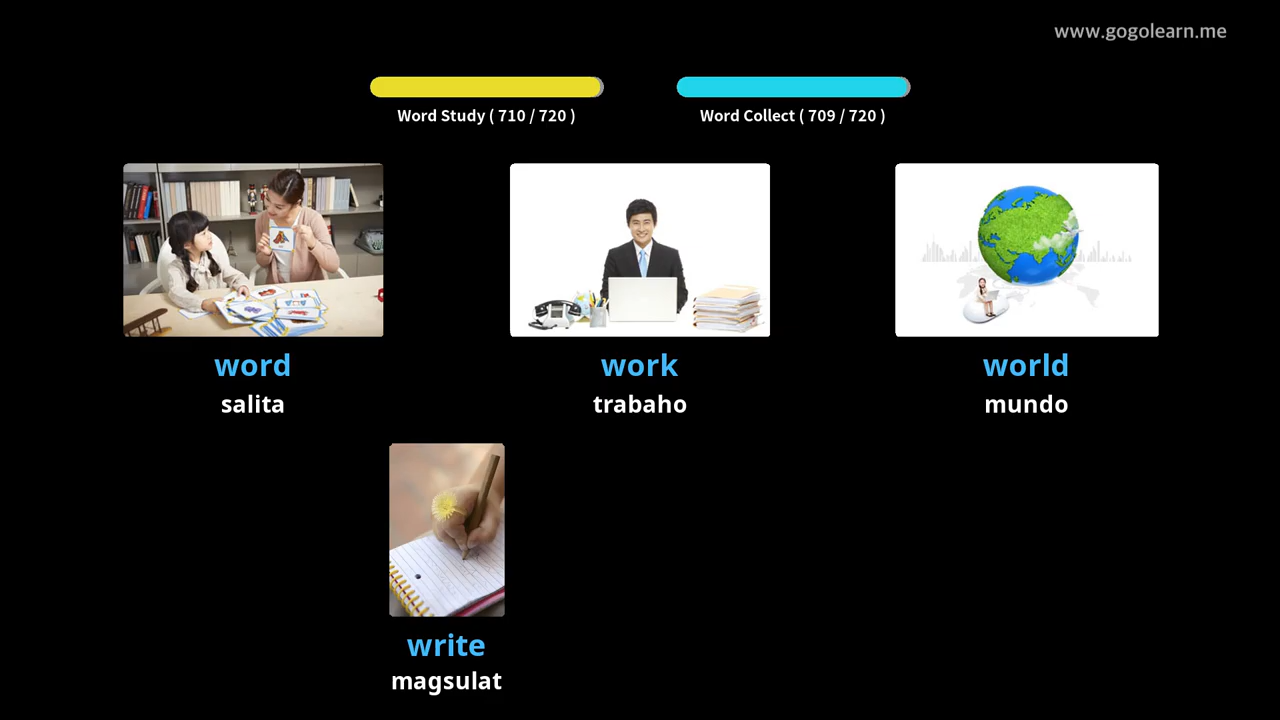 www.gogolearn.me
Word Study ( 710 / 720 )
Word Collect ( 709 / 720 )
word
salita
work
trabaho
world
mundo
write
magsulat